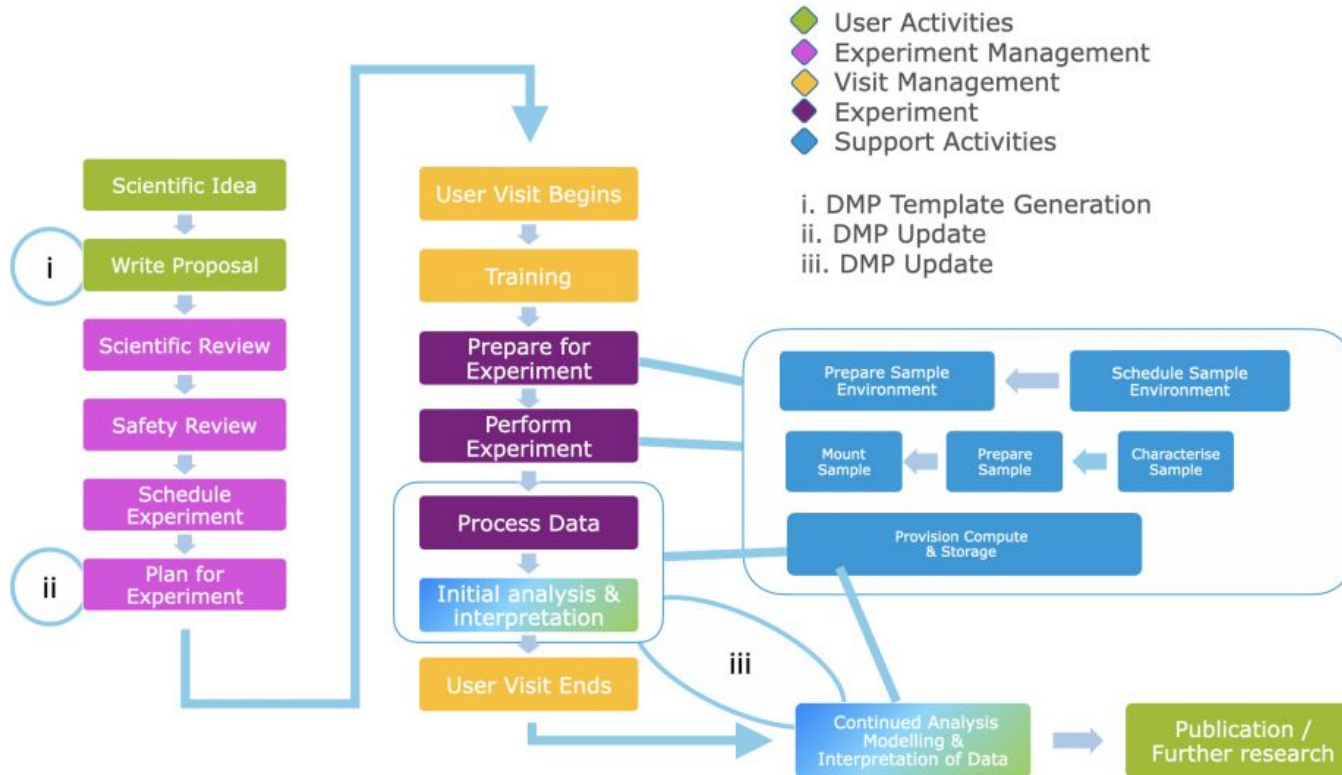 User Activities
Experiment Management
Visit Management
Experiment
Support Activities
i. DMP Template Generation
ii. DMP Update
iii. DMP Update
Scientific Idea
i
Write Proposal
Scientific Review
Safety Review
Schedule
Experiment
ii
Plan for
Experiment
User Visit Begins
Training
Prepare for
Experiment
Perform
Experiment
Process Data
Initial analysis &
interpretation
User Visit Ends
iii
Prepare Sample
Environment
Schedule Sample
Environment
Mount
Sample
Prepare
Sample
Characterise
Sample
Provision Compute
& Storage
Continued Analysis
Modelling &
Interpretation of Data
Publication /
Further research